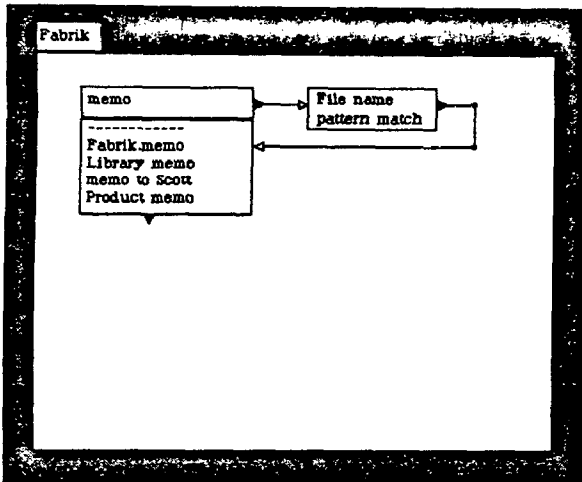 Fabrik
memo
File name
pattern match
------------
Fabrik.memo
Library memo
memo to Scott
Product memo